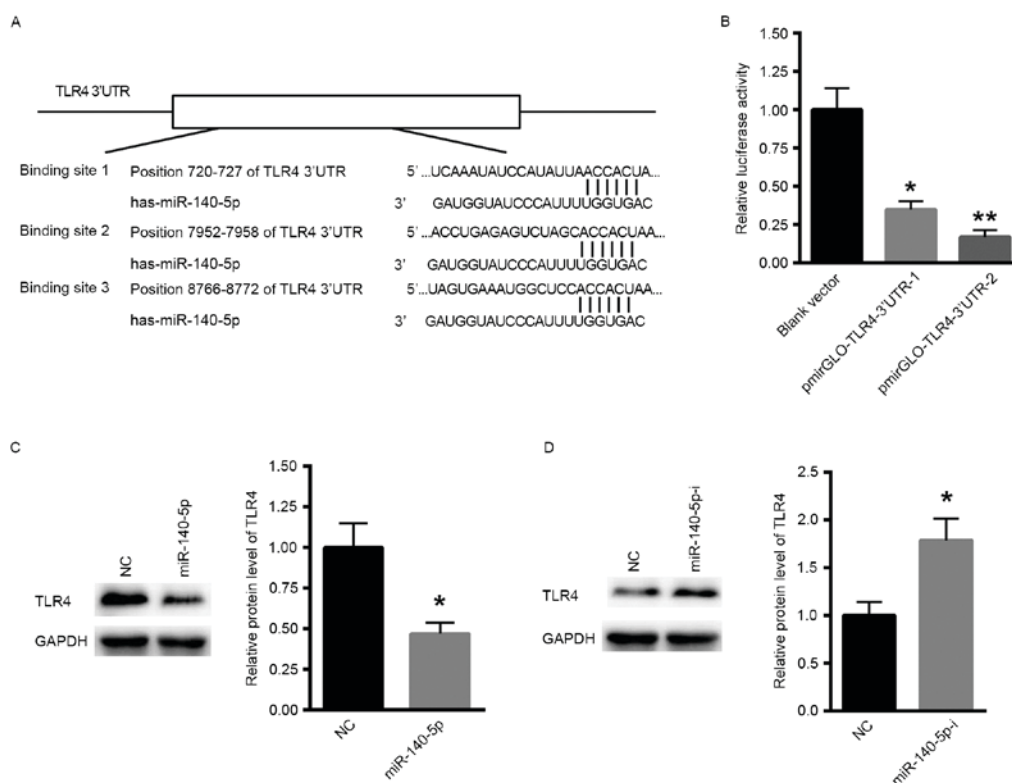 A
TLR4 3'UTR
Binding site 1 Position 720-727 of TLR4 3'UTR 5' ...UCAAAUAUCCAUAUUAACCACUA...
has-miR-140-5p 3' GAUGGUAUCCCAUUUUGGUGAC
Binding site 2 Position 7952-7958 of TLR4 3'UTR 5'...ACCUGAGAGUCUAGCACCACUAA...
has-miR-140-5p 3' GAUGGUAUCCCAUUUUGGUGAC
Binding site 3 Position 8766-8772 of TLR4 3'UTR 5'...UAGUGAAAUGGCUCCACCACUAA...
has-miR-140-5p 3' GAUGGUAUCCCAUUUUGGUGAC
B
Relative luciferase activity
1.50
1.25
1.00
0.75
0.50
0.25
0.00
*
**
Blank vector
pmirGLO-TLR4-3'UTR-1
pmirGLO-TLR4-3'UTR-2
C
NC
miR-140-5p
TLR4
GAPDH
Relative protein level of TLR4
1.50
1.25
1.00
0.75
0.50
0.25
0.00
*
NC
miR-140-5p
D
NC
miR-140-5p-i
TLR4
GAPDH
Relative protein level of TLR4
2.5
2.0
1.5
1.0
0.5
0.0
*
NC
miR-140-5p-i